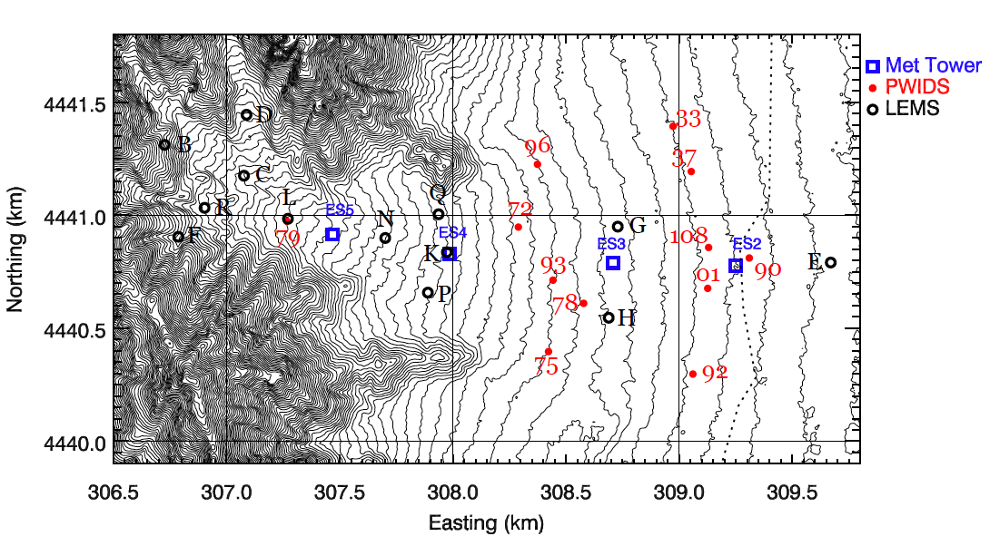 Met Tower
PWIDS
LEMS
4441.5
4441.0
4440.5
4440.0
Northing (km)
D
B
C
R
F
L
79
ES5
N
Q
ES4
K
P
96
72
93
78
75
33
37
G
ES3
H
108
ES2
01
90
92
E
306.5 307.0 307.5 308.0 308.5 309.0 309.5
Easting (km)